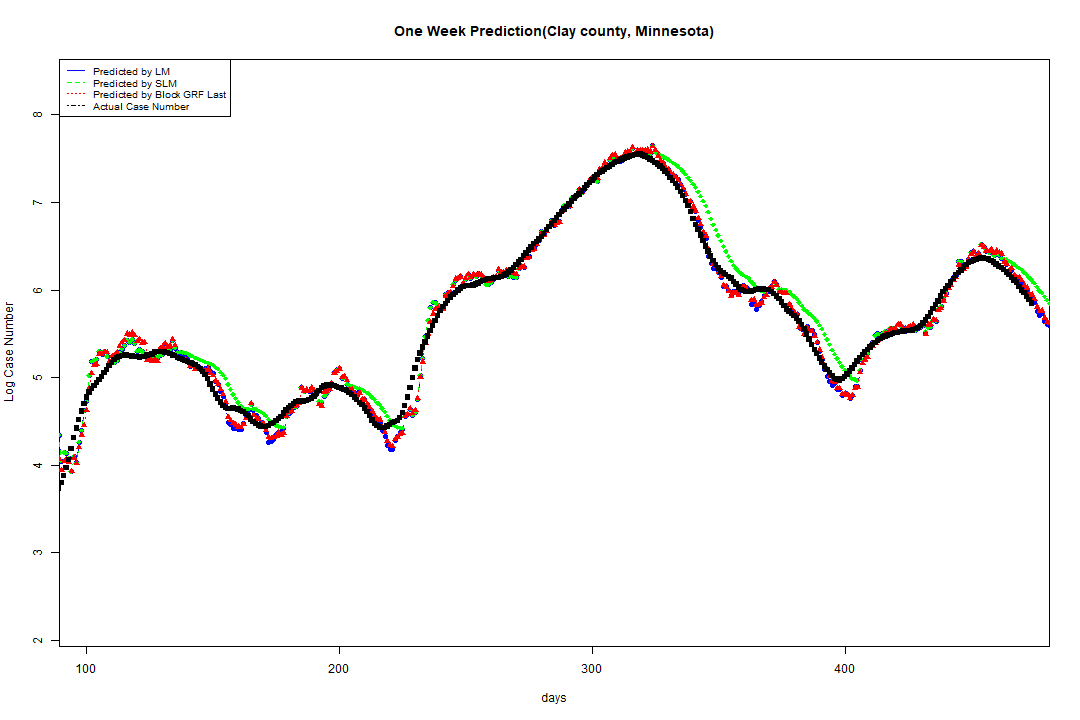 One Week Prediction(Clay county, Minnesota)
Predicted by LM
Predicted by SLM
Predicted by Block GRF Last
Actual Case Number
8
7
6
5
4
3
2
Log Case Number
100 200 300 400
days